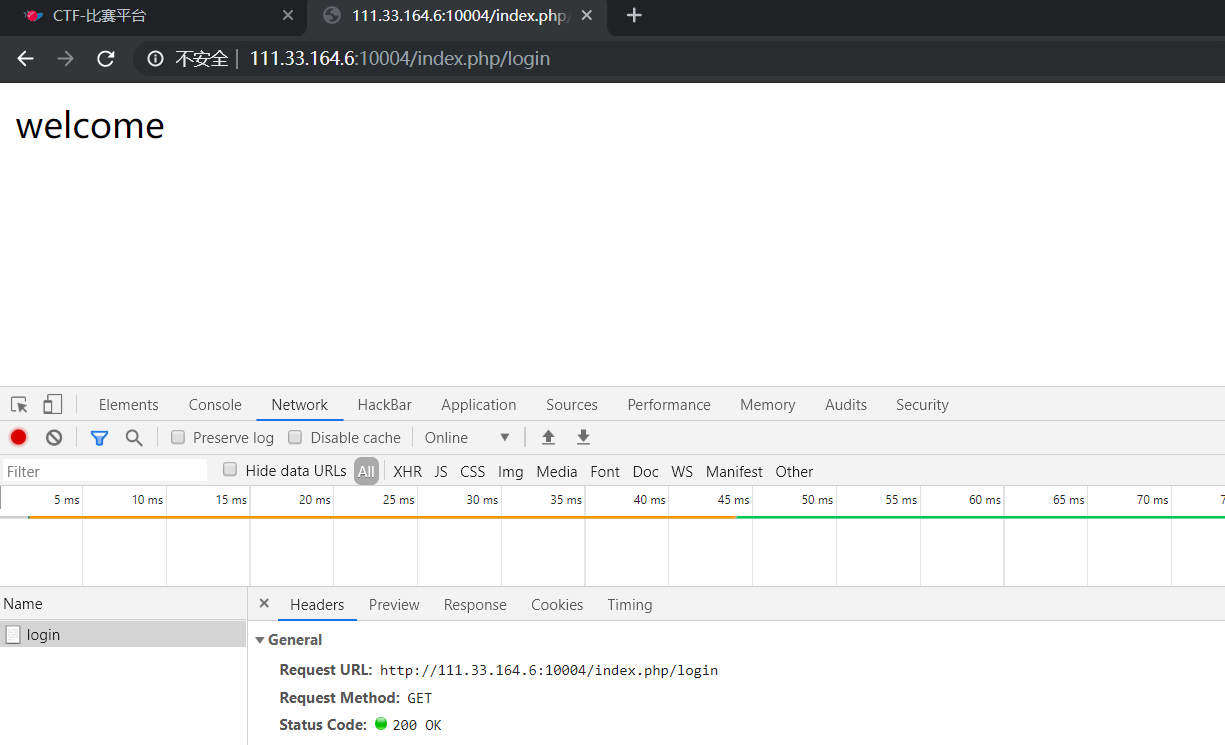 CTF-比赛平台
111.33.164.6:10004/index.php/
不安全 | 111.33.164.6:10004/index.php/login
welcome
Elements Console Network HackBar Application Sources Performance Memory Audits Security
Preserve log Disable cache Online
Filter Hide data URLs All XHR JS CSS Img Media Font Doc WS Manifest Other
5 ms 10 ms 15 ms 20 ms 25 ms 30 ms 35 ms 40 ms 45 ms 50 ms 55 ms 60 ms 65 ms 70 ms 7
Name
Headers Preview Response Cookies Timing
login
General
Request URL: http://111.33.164.6:10004/index.php/login
Request Method: GET
Status Code: 200 OK